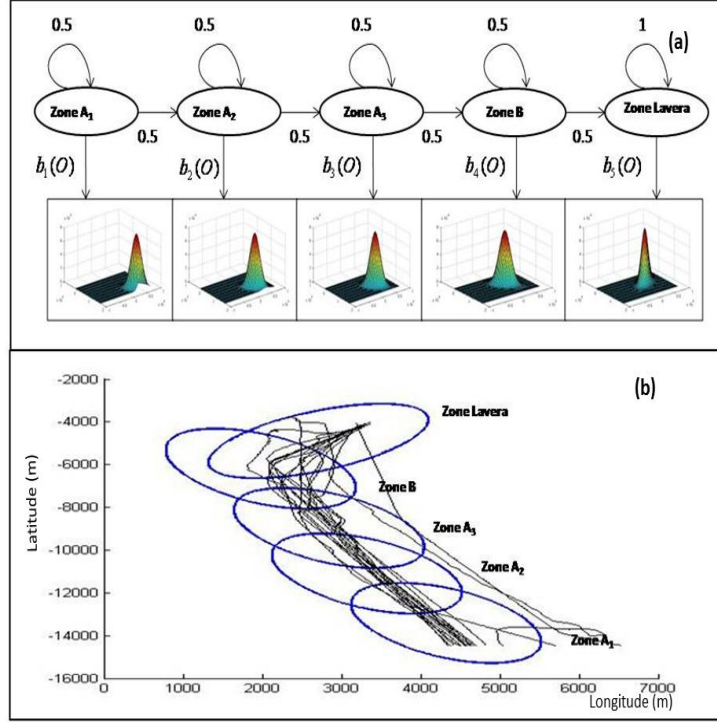 0.5 0.5 0.5 0.5 1
(a)
Zone A₁ Zone A₂ Zone A₃ Zone B Zone Lavera
0.5 0.5 0.5 0.5
b₁(O) b₂(O) b₃(O) b₄(O) b₅(O)
(b)
-2000
-4000
-6000
-8000
-10000
-12000
-14000
-16000
Latitude (m)
Zone Lavera
Zone B
Zone A₃
Zone A₂
Zone A₁
0 1000 2000 3000 4000 5000 6000 7000
Longitude (m)